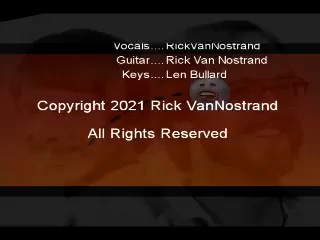 Vocals....RickVanNostrand
Guitar....Rick Van Nostrand
Keys....Len Bullard
Copyright 2021 Rick VanNostrand
All Rights Reserved